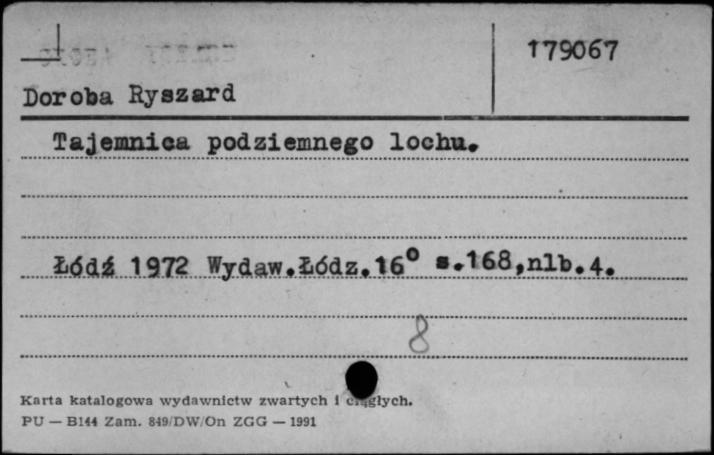 179067
Doroba Ryszard
Tajemnica podziemnego lochu.
Łódź 1972 Wydaw.Łódz.16° s.168,nlb.4.
8
Karta katalogowa wydawnictw zwartych i ciągłych.
PU — B144 Zam. 849/DW/On ZGG — 1991